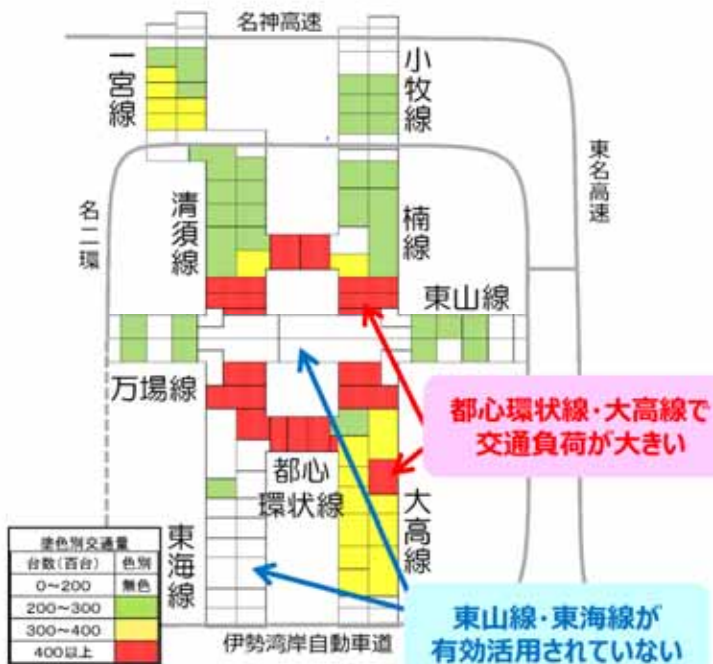 名神高速
一宮線
小牧線
東名高速
名二環
清須線
楠線
東山線
万場線
都心環状線・大高線で
交通負荷が大きい
都心
環状線
東海線
大高線
塗色別交通量
台数(百台) 色別
0～200 無色
200～300
300～400
400以上
東山線・東海線が
有効活用されていない
伊勢湾岸自動車道